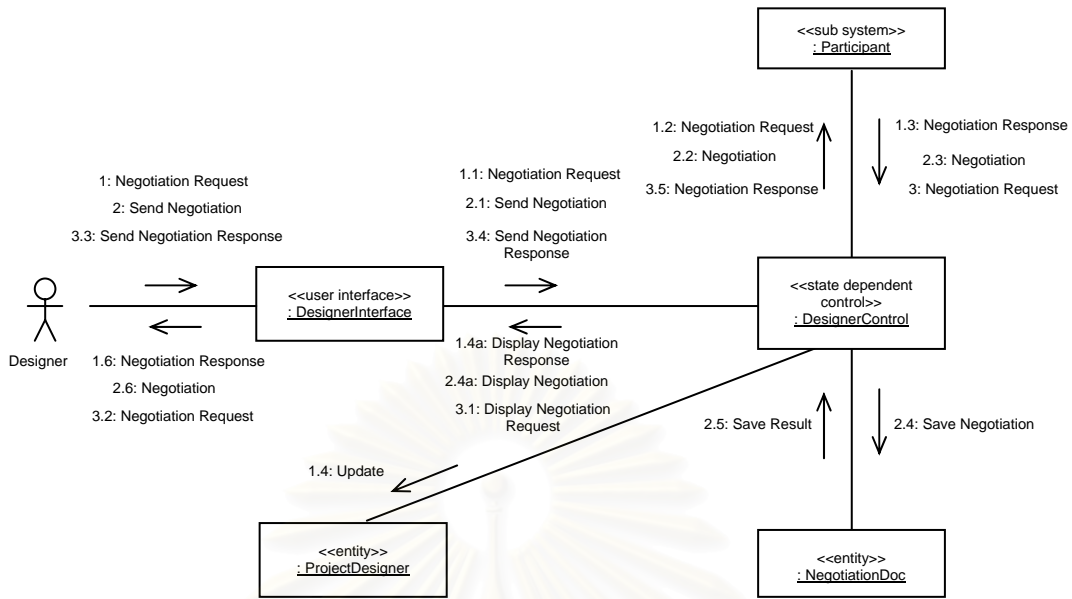 <<sub system>>
: Participant
1.2: Negotiation Request
2.2: Negotiation
3.5: Negotiation Response
1.3: Negotiation Response
2.3: Negotiation
3: Negotiation Request
1: Negotiation Request
2: Send Negotiation
3.3: Send Negotiation Response
1.1: Negotiation Request
2.1: Send Negotiation
3.4: Send Negotiation
Response
<<user interface>>
: DesignerInterface
<<state dependent
control>>
: DesignerControl
Designer
1.6: Negotiation Response
2.6: Negotiation
3.2: Negotiation Request
1.4a: Display Negotiation
Response
2.4a: Display Negotiation
3.1: Display Negotiation
Request
2.5: Save Result
2.4: Save Negotiation
1.4: Update
<<entity>>
: ProjectDesigner
<<entity>>
: NegotiationDoc